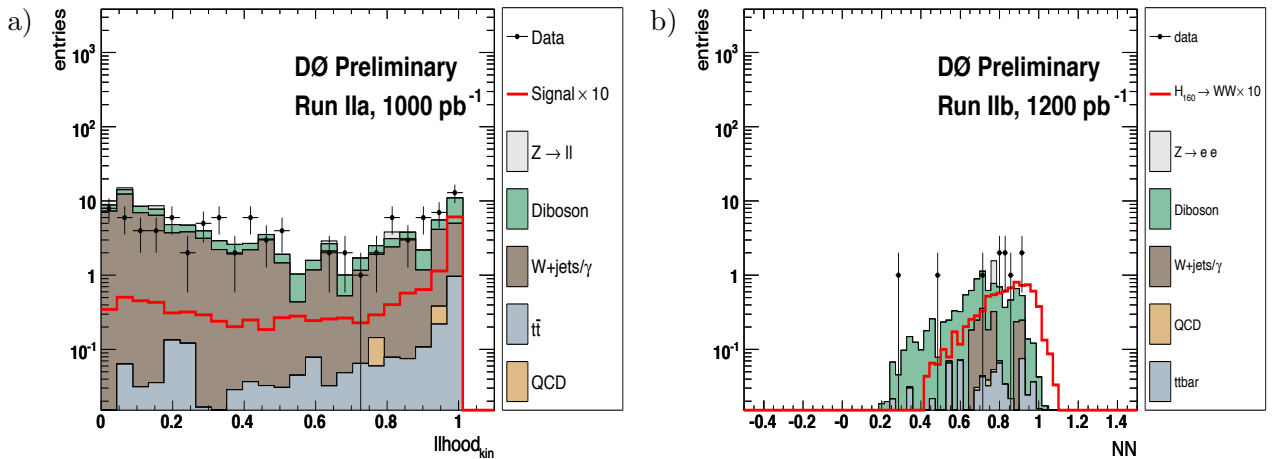 a)
entries
10³
10²
10
1
10⁻¹
0 0.2 0.4 0.6 0.8 1
llhood_kin
DØ Preliminary
Run IIa, 1000 pb⁻¹
Data
Signal × 10
Z → ll
Diboson
W+jets/γ
tt̄
QCD
b)
entries
10³
10²
10
1
10⁻¹
-0.4 -0.2 0 0.2 0.4 0.6 0.8 1 1.2 1.4
NN
DØ Preliminary
Run IIb, 1200 pb⁻¹
data
H₁₆₀ → WW × 10
Z → e e
Diboson
W+jets/γ
QCD
ttbar